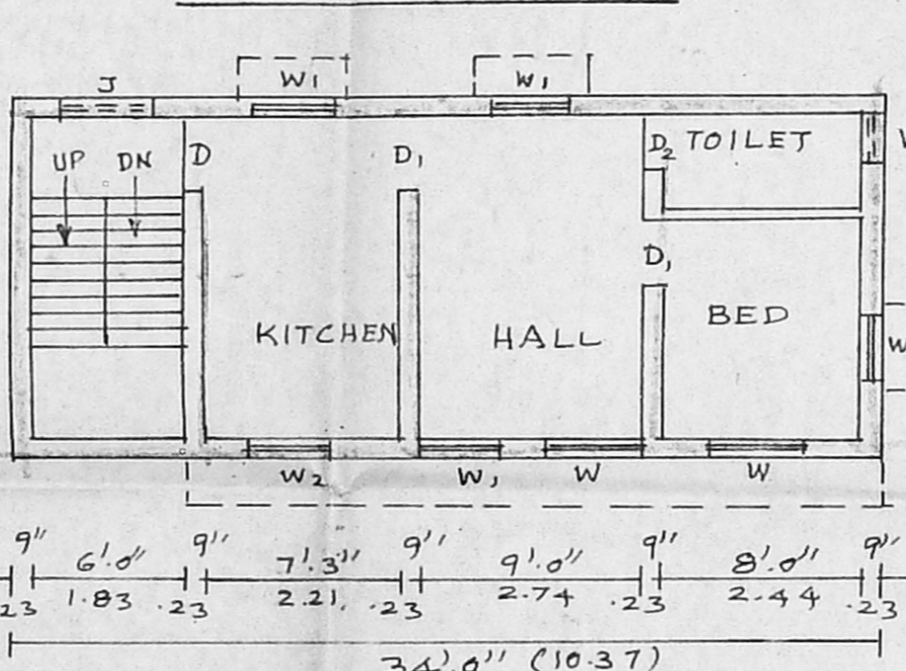 J W1 W1
UP DN D D1 D2 TOILET
D1
KITCHEN HALL BED W
W2 W1 W W
9" 6'.0" 9" 7'.3" 9" 9'.0" 9" 8'.0" 9"
.23 1.83 .23 2.21 .23 2.74 .23 2.44 .23
34'.0" (10.37)